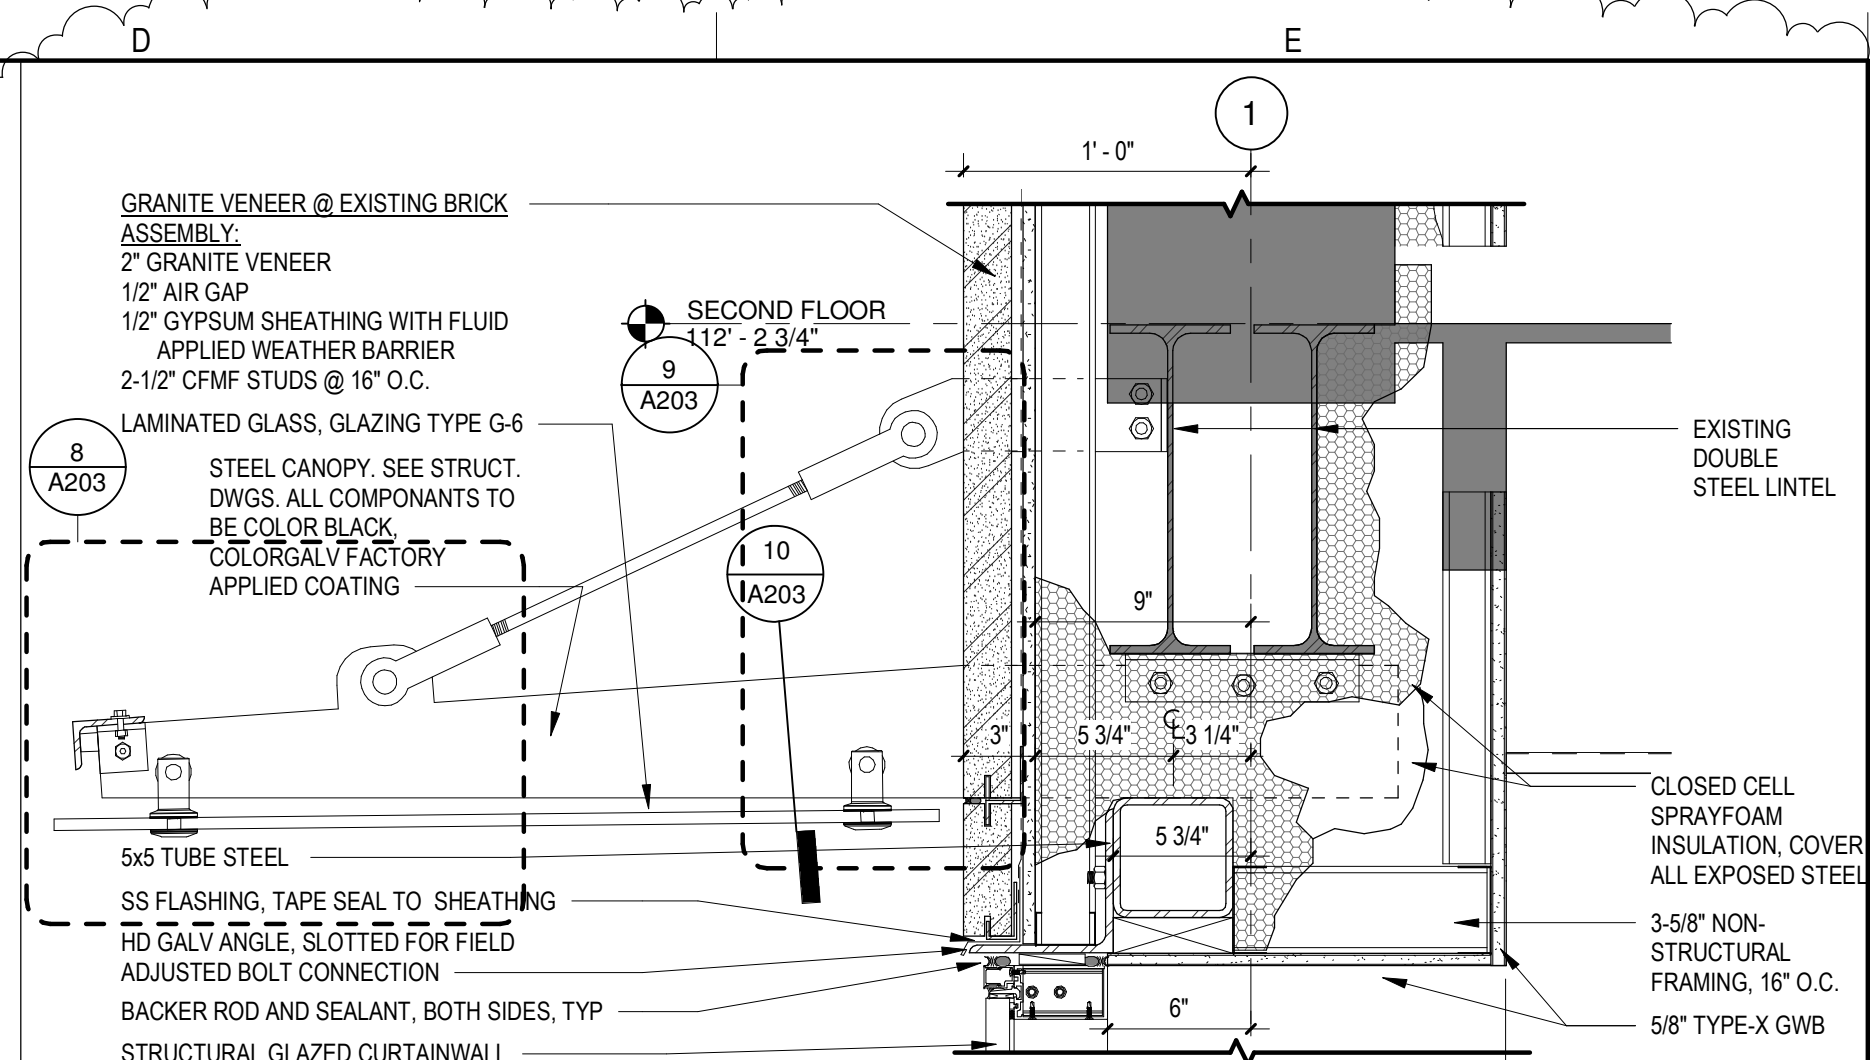 D
E
1
1' - 0"
GRANITE VENEER @ EXISTING BRICK
ASSEMBLY:
2" GRANITE VENEER
1/2" AIR GAP
1/2" GYPSUM SHEATHING WITH FLUID
APPLIED WEATHER BARRIER
2-1/2" CFMF STUDS @ 16" O.C.
SECOND FLOOR
112' - 2 3/4"
9
A203
LAMINATED GLASS, GLAZING TYPE G-6
8
A203
STEEL CANOPY. SEE STRUCT.
DWGS. ALL COMPONANTS TO
BE COLOR BLACK,
COLORGALV FACTORY
APPLIED COATING
10
A203
EXISTING
DOUBLE
STEEL LINTEL
9"
3"
5 3/4"
CL
3 1/4"
5 3/4"
5x5 TUBE STEEL
SS FLASHING, TAPE SEAL TO SHEATHING
HD GALV ANGLE, SLOTTED FOR FIELD
ADJUSTED BOLT CONNECTION
BACKER ROD AND SEALANT, BOTH SIDES, TYP
STRUCTURAL GLAZED CURTAINWALL
CLOSED CELL
SPRAYFOAM
INSULATION, COVER
ALL EXPOSED STEEL
3-5/8" NON-
STRUCTURAL
FRAMING, 16" O.C.
5/8" TYPE-X GWB
6"